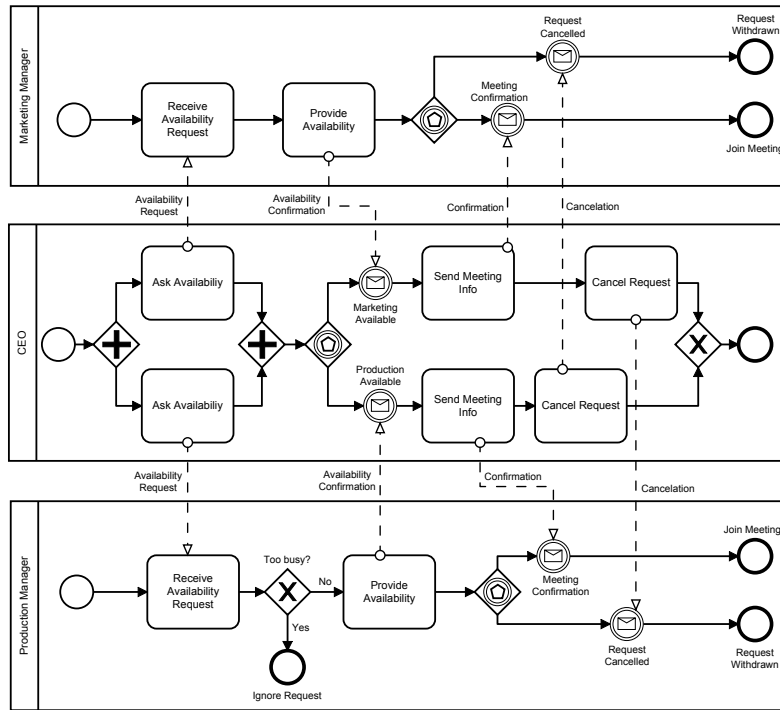 Marketing Manager
Request
Cancelled
Request
Withdrawn
Receive
Availability
Request
Provide
Availability
Meeting
Confirmation
Join Meeting
Availability
Request
Availability
Confirmation
Confirmation
Cancelation
CEO
Ask Availabiliy
Marketing
Available
Send Meeting
Info
Cancel Request
X
Ask Availabiliy
Production
Available
Send Meeting
Info
Cancel Request
Availability
Request
Availability
Confirmation
Confirmation
Cancelation
Production Manager
Receive
Availability
Request
Too busy?
X
No
Yes
Ignore Request
Provide
Availability
Meeting
Confirmation
Join Meeting
Request
Cancelled
Request
Withdrawn